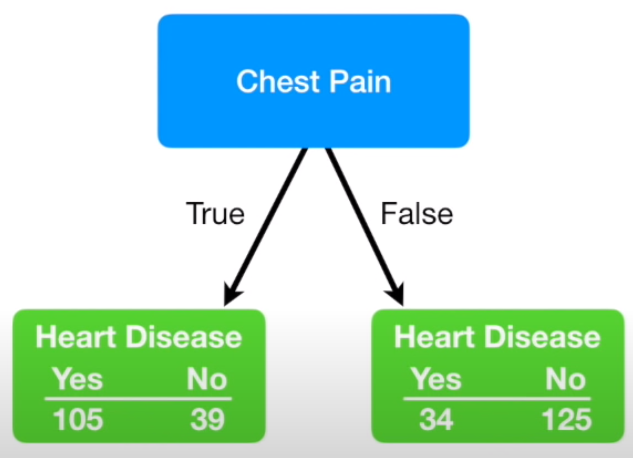 Chest Pain
True
False
Heart Disease
Yes No
105 39
Heart Disease
Yes No
34 125